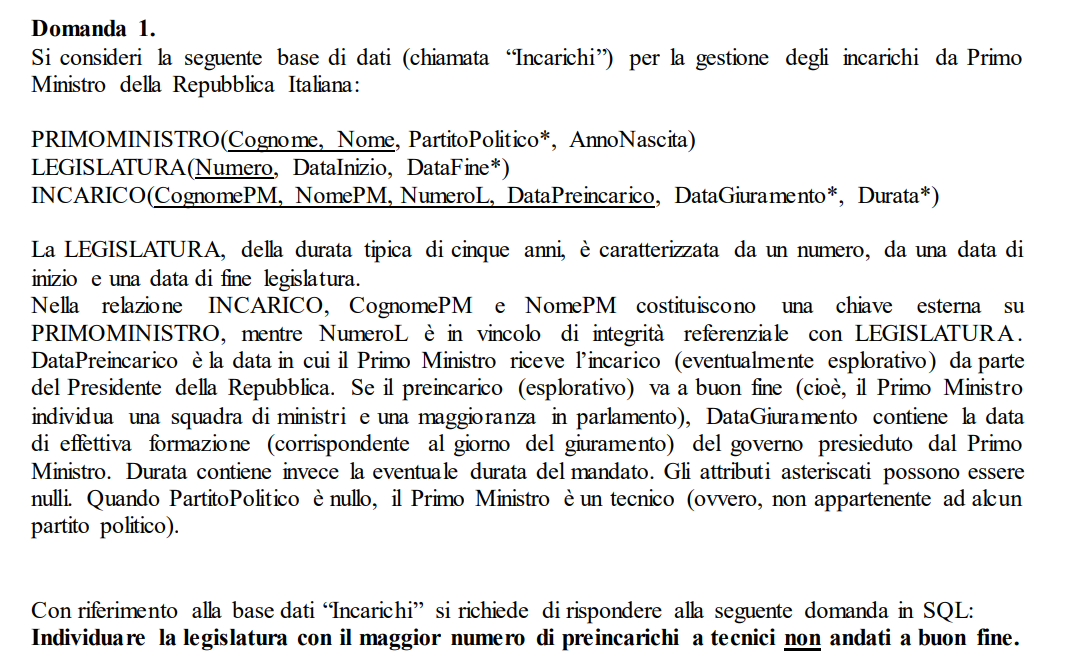 Domanda 1.
Si consideri la seguente base di dati (chiamata “Incarichi”) per la gestione degli incarichi da Primo
Ministro della Repubblica Italiana:
PRIMOMINISTRO(Cognome, Nome, PartitoPolitico*, AnnoNascita)
LEGISLATURA(Numero, DataInizio, DataFine*)
INCARICO(CognomePM, NomePM, NumeroL, DataPreincarico, DataGiuramento*, Durata*)
La LEGISLATURA, della durata tipica di cinque anni, è caratterizzata da un numero, da una data di
inizio e una data di fine legislatura.
Nella relazione INCARICO, CognomePM e NomePM costituiscono una chiave esterna su
PRIMOMINISTRO, mentre NumeroL è in vincolo di integrità referenziale con LEGISLATURA.
DataPreincarico è la data in cui il Primo Ministro riceve l’incarico (eventualmente esplorativo) da parte
del Presidente della Repubblica. Se il preincarico (esplorativo) va a buon fine (cioè, il Primo Ministro
individua una squadra di ministri e una maggioranza in parlamento), DataGiuramento contiene la data
di effettiva formazione (corrispondente al giorno del giuramento) del governo presieduto dal Primo
Ministro. Durata contiene invece la eventuale durata del mandato. Gli attributi asteriscati possono essere
nulli. Quando PartitoPolitico è nullo, il Primo Ministro è un tecnico (ovvero, non appartenente ad alcun
partito politico).
Con riferimento alla base dati “Incarichi” si richiede di rispondere alla seguente domanda in SQL:
Individuare la legislatura con il maggior numero di preincarichi a tecnici non andati a buon fine.